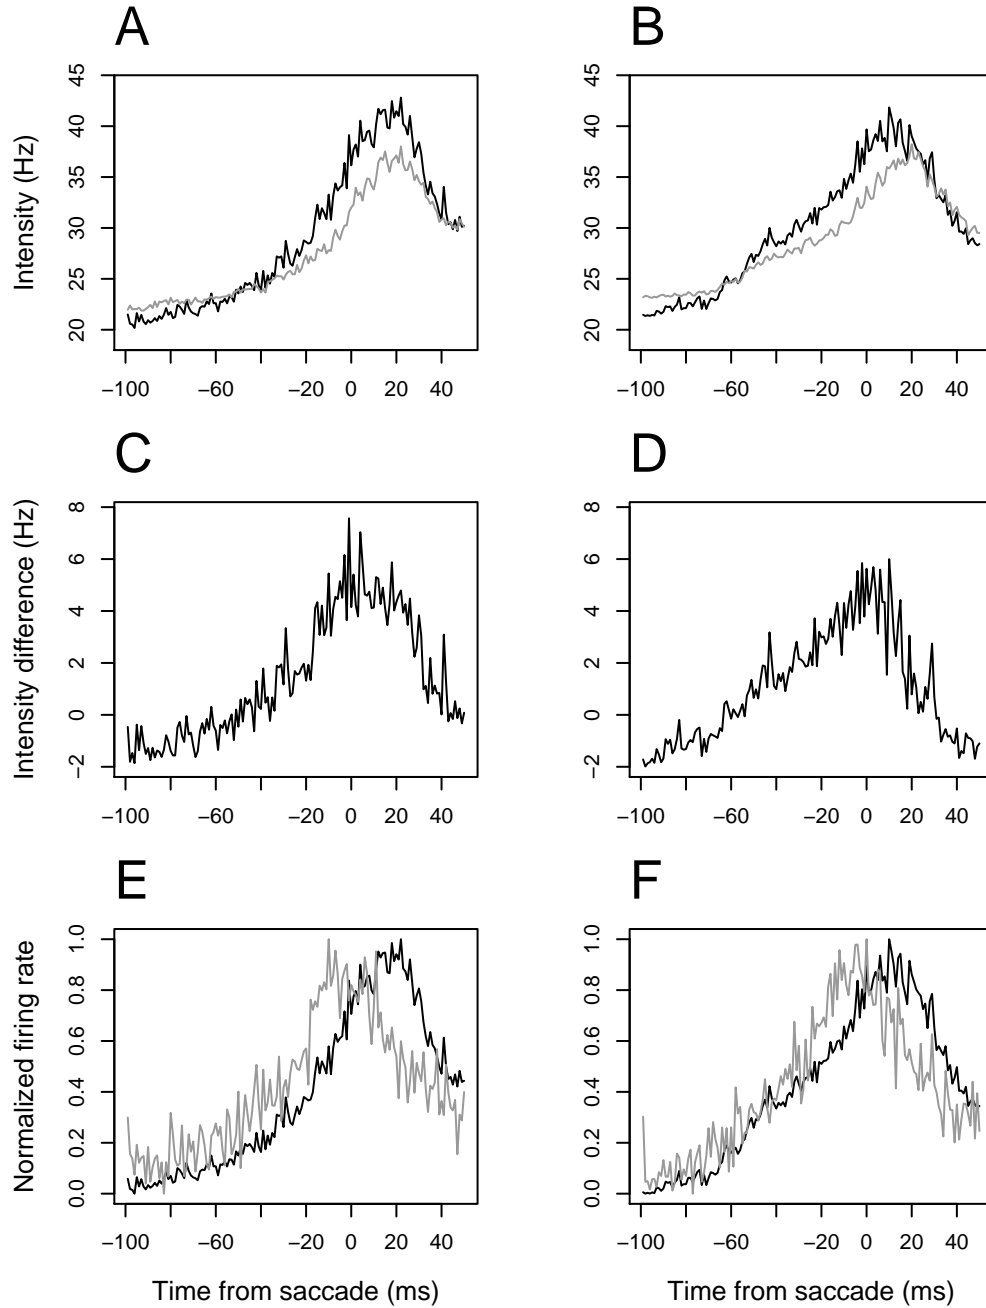 A
B
Intensity (Hz)
45
40
35
30
25
20
−100 −60 −20 0 20 40
45
40
35
30
25
20
−100 −60 −20 0 20 40
C
D
Intensity difference (Hz)
8
6
4
2
0
−2
−100 −60 −20 0 20 40
8
6
4
2
0
−2
−100 −60 −20 0 20 40
E
F
Normalized firing rate
1.0
0.8
0.6
0.4
0.2
0.0
−100 −60 −20 0 20 40
1.0
0.8
0.6
0.4
0.2
0.0
−100 −60 −20 0 20 40
Time from saccade (ms)
Time from saccade (ms)